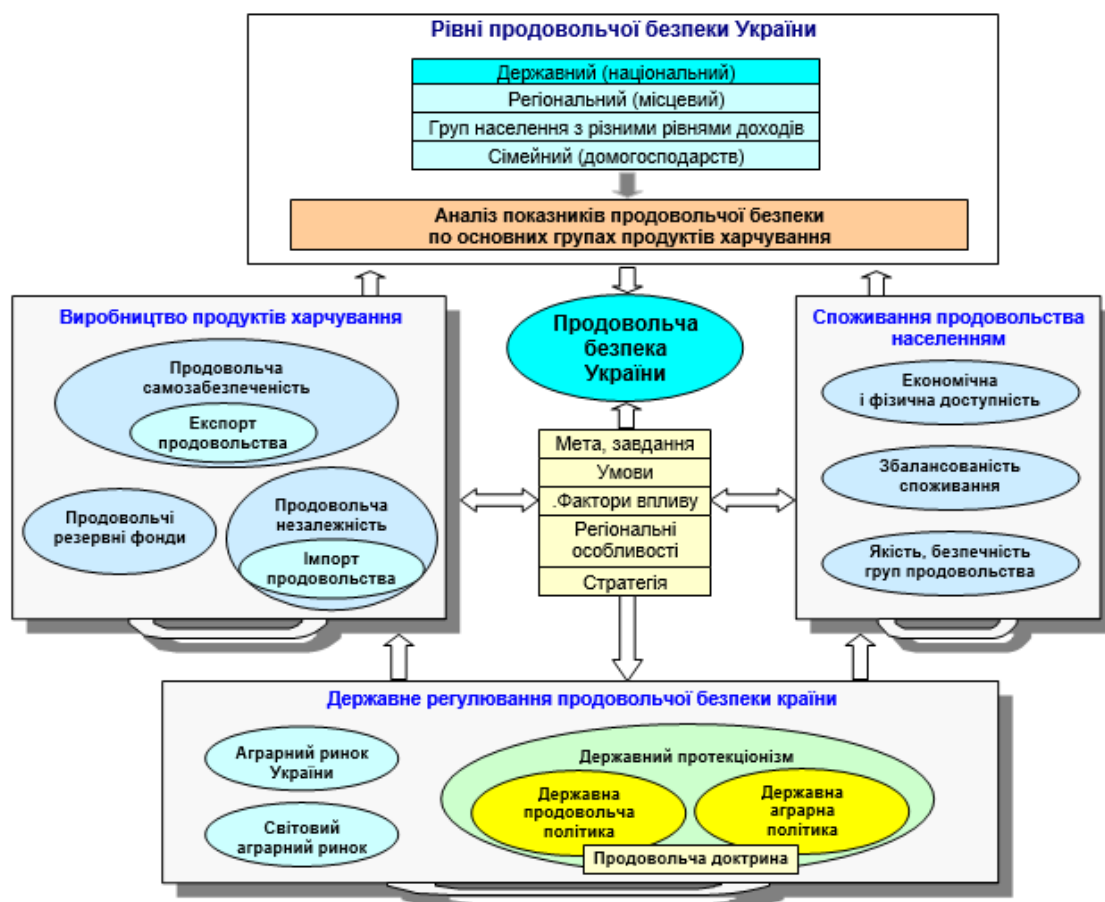 Рівні продовольчої безпеки України
Державний (національний)
Регіональний (місцевий)
Груп населення з різними рівнями доходів
Сімейний (домогосподарств)
Аналіз показників продовольчої безпеки
по основних групах продуктів харчування
Виробництво продуктів харчування
Продовольча
самозабезпеченість
Експорт
продовольства
Продовольчі
резервні фонди
Продовольча
незалежність
Імпорт
продовольства
Продовольча
безпека
України
Мета, завдання
Умови
.Фактори впливу
Регіональні
особливості
Стратегія
Споживання продовольства
населенням
Економічна
і фізична доступність
Збалансованість
споживання
Якість, безпечність
груп продовольства
Державне регулювання продовольчої безпеки країни
Аграрний ринок
України
Світовий
аграрний ринок
Державний протекціонізм
Державна
продовольча
політика
Державна
аграрна
політика
Продовольча доктрина